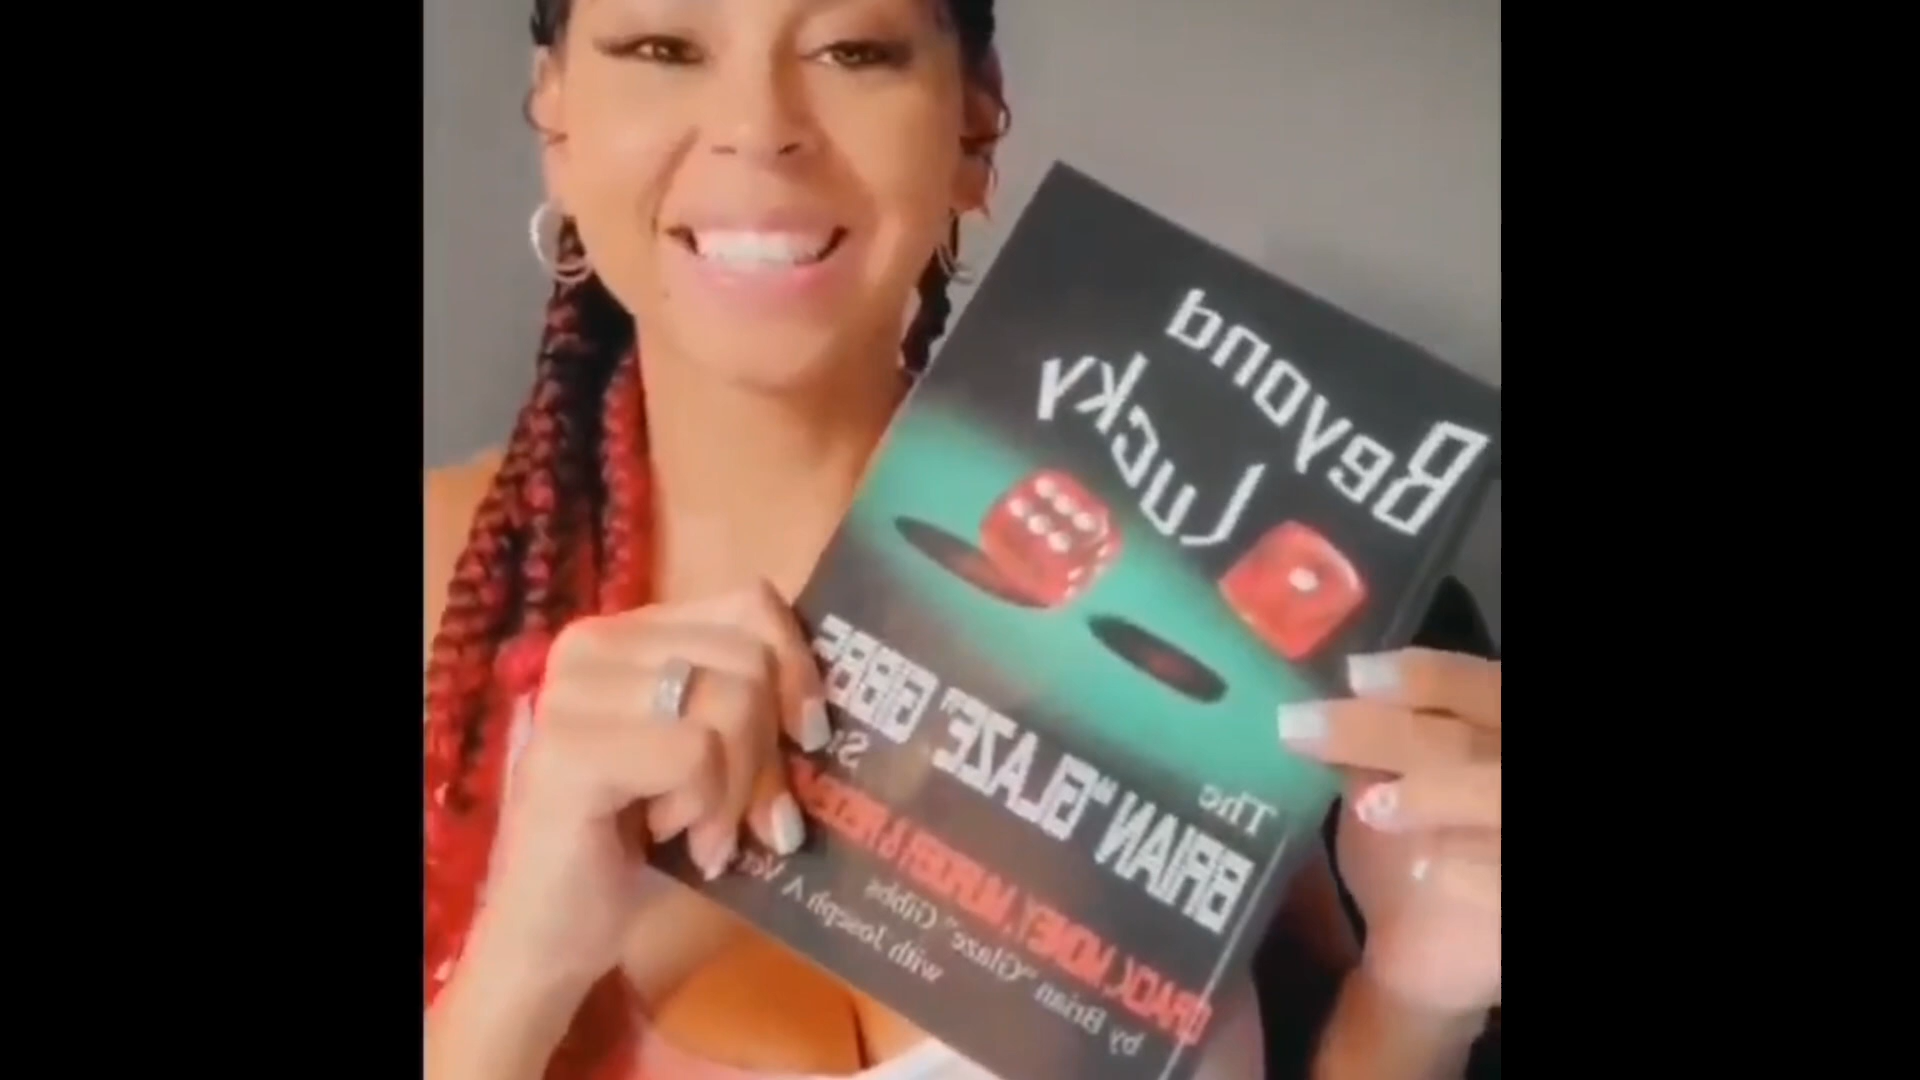 Beyond
Lucky
The
BRIAN "GLAZE" GIBBS
CRACK, MONEY, MURDER &
by Brian "Glaze" Gibbs
with Joseph A